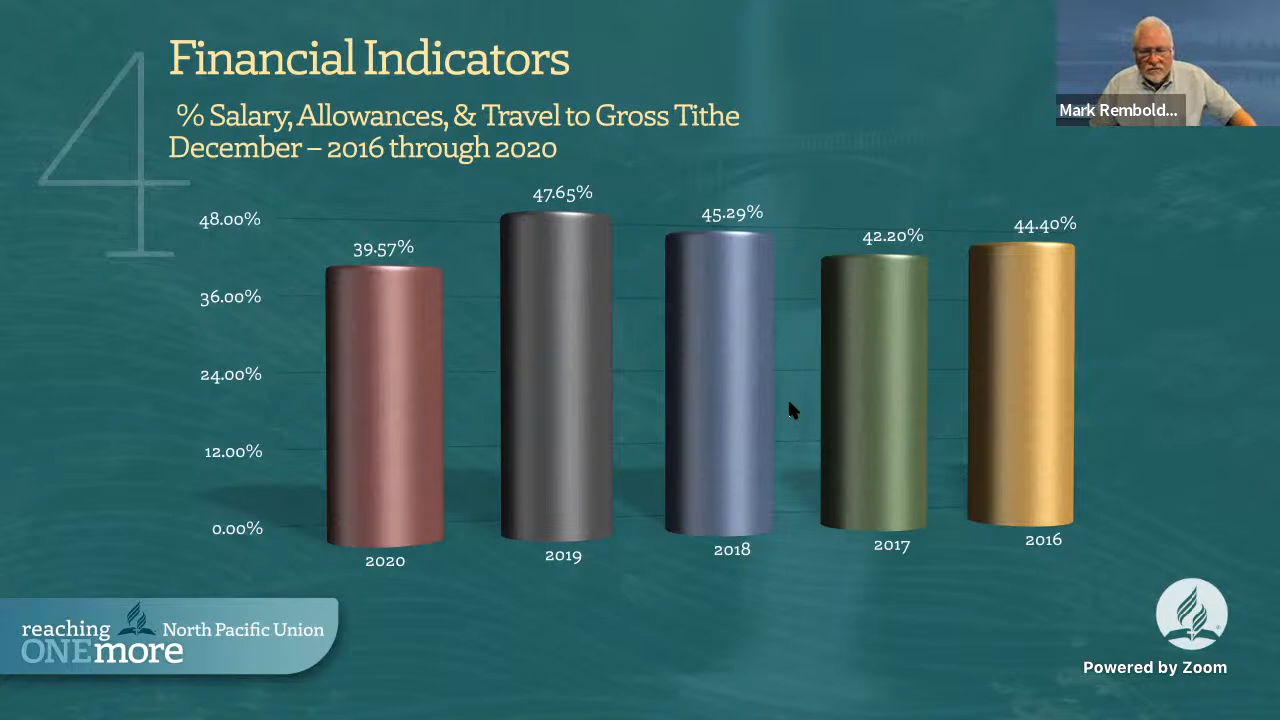 4
Financial Indicators
% Salary, Allowances, & Travel to Gross Tithe
December – 2016 through 2020
Mark Rembold...
48.00%
36.00%
24.00%
12.00%
0.00%
39.57%
47.65%
45.29%
42.20%
44.40%
2020
2019
2018
2017
2016
reaching
ONEmore
North Pacific Union
Powered by Zoom